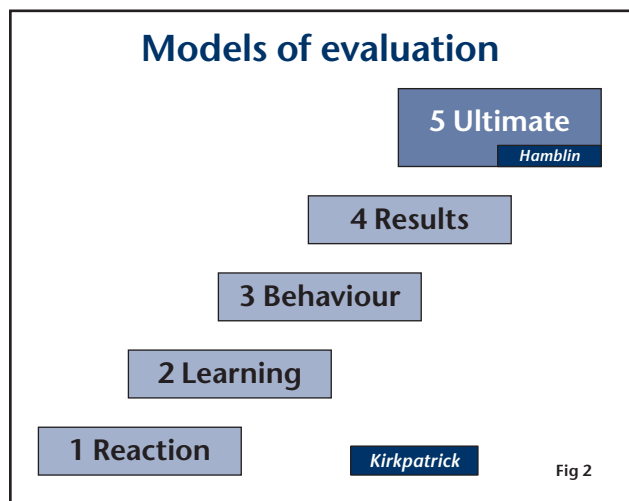 Models of evaluation
5 Ultimate
Hamblin
4 Results
3 Behaviour
2 Learning
1 Reaction
Kirkpatrick
Fig 2